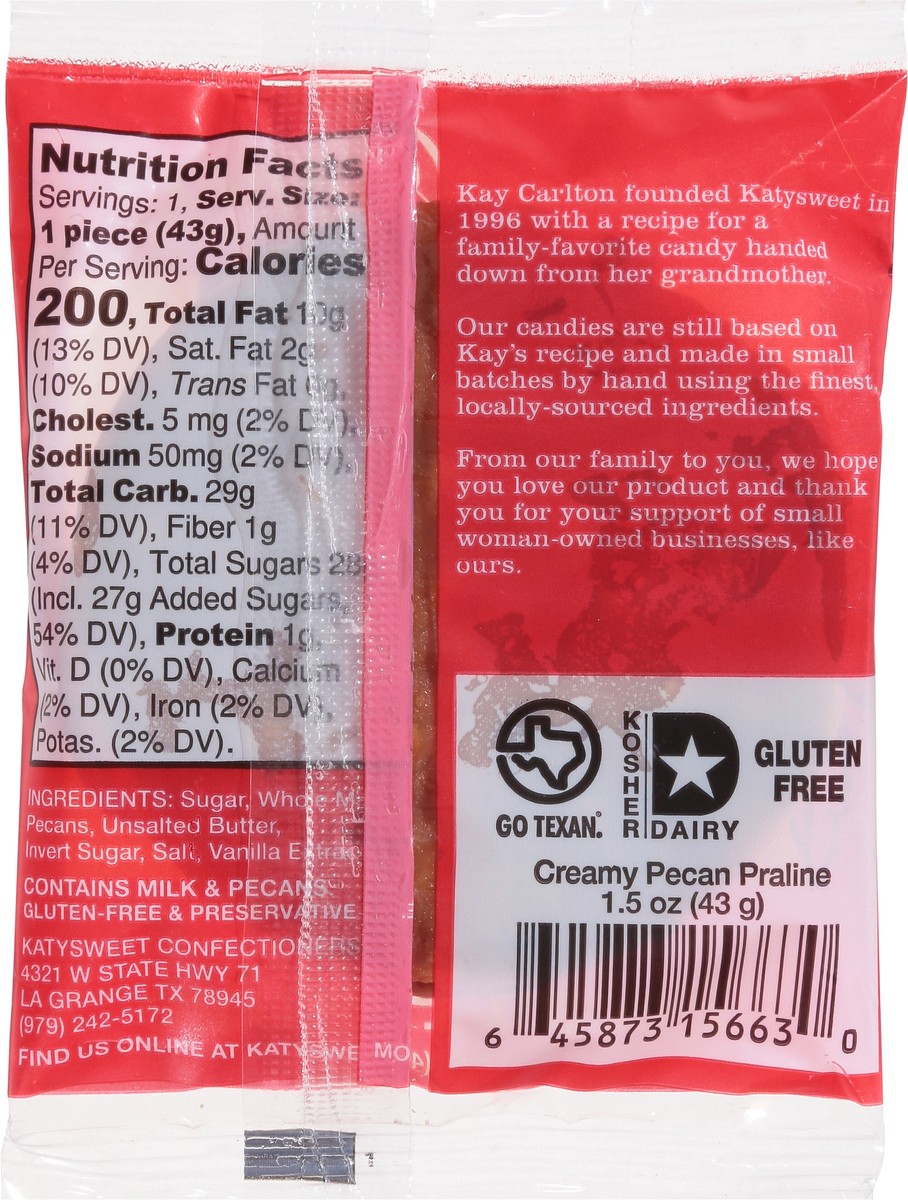 Nutrition Facts
Servings: 1, Serv. Size:
1 piece (43g), Amount
Per Serving: Calories
200, Total Fat 10g
(13% DV), Sat. Fat 2g
(10% DV), Trans Fat 0g,
Cholest. 5 mg (2% DV),
Sodium 50mg (2% DV),
Total Carb. 29g
(11% DV), Fiber 1g
(4% DV), Total Sugars 28
(Incl. 27g Added Sugars,
54% DV), Protein 1g,
Vit. D (0% DV), Calcium
(2% DV), Iron (2% DV),
Potas. (2% DV).
INGREDIENTS: Sugar, Whole
Pecans, Unsalted Butter,
Invert Sugar, Salt, Vanilla
CONTAINS MILK & PECANS
GLUTEN-FREE & PRESERVATIVE
KATYSWEET CONFECTIONERS
4321 W STATE HWY 71
LA GRANGE TX 78945
(979) 242-5172
FIND US ONLINE AT KATYSWE
Kay Carlton founded Katysweet in
1996 with a recipe for a
family-favorite candy handed
down from her grandmother.
Our candies are still based on
Kay's recipe and made in small
batches by hand using the finest,
locally-sourced ingredients.
From our family to you, we hope
you love our product and thank
you for your support of small
woman-owned businesses, like
ours.
GO TEXAN.
KOSHER
D
DAIRY
GLUTEN
FREE
Creamy Pecan Praline
1.5 oz (43 g)
6 45873 15663 0